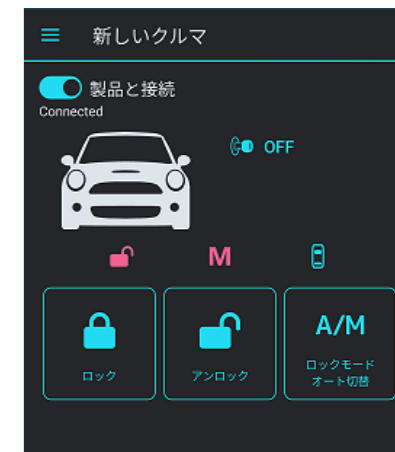 新しいクルマ
製品と接続
Connected
OFF
M
ロック
アンロック
A/M
ロックモード
オート切替